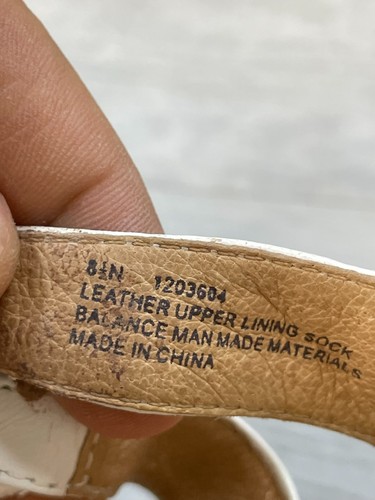 8½N 1203604
LEATHER UPPER LINING SOCK
BALANCE MAN MADE MATERIALS
MADE IN CHINA